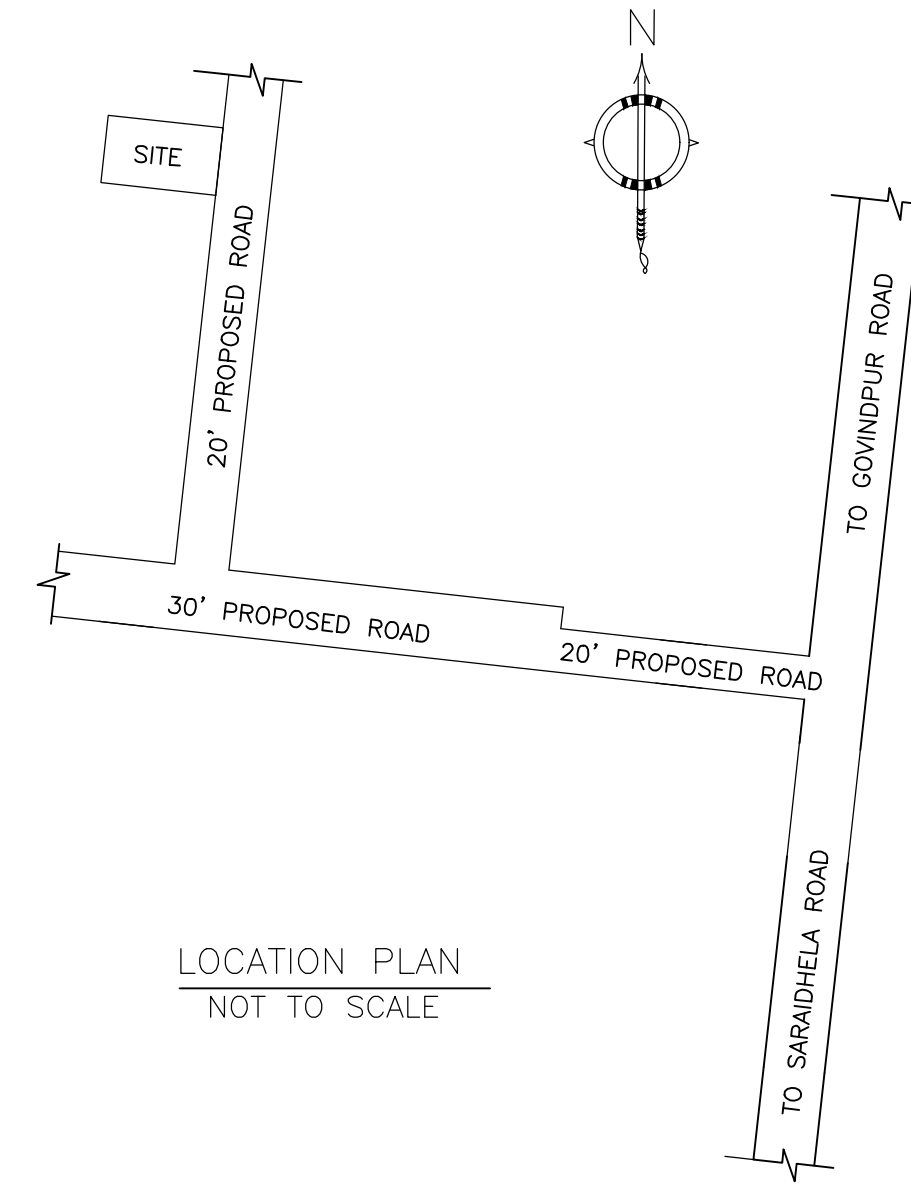 N
SITE
20' PROPOSED ROAD
TO GOVINDPUR ROAD
30' PROPOSED ROAD
20' PROPOSED ROAD
TO SARAIDHELA ROAD
LOCATION PLAN
NOT TO SCALE